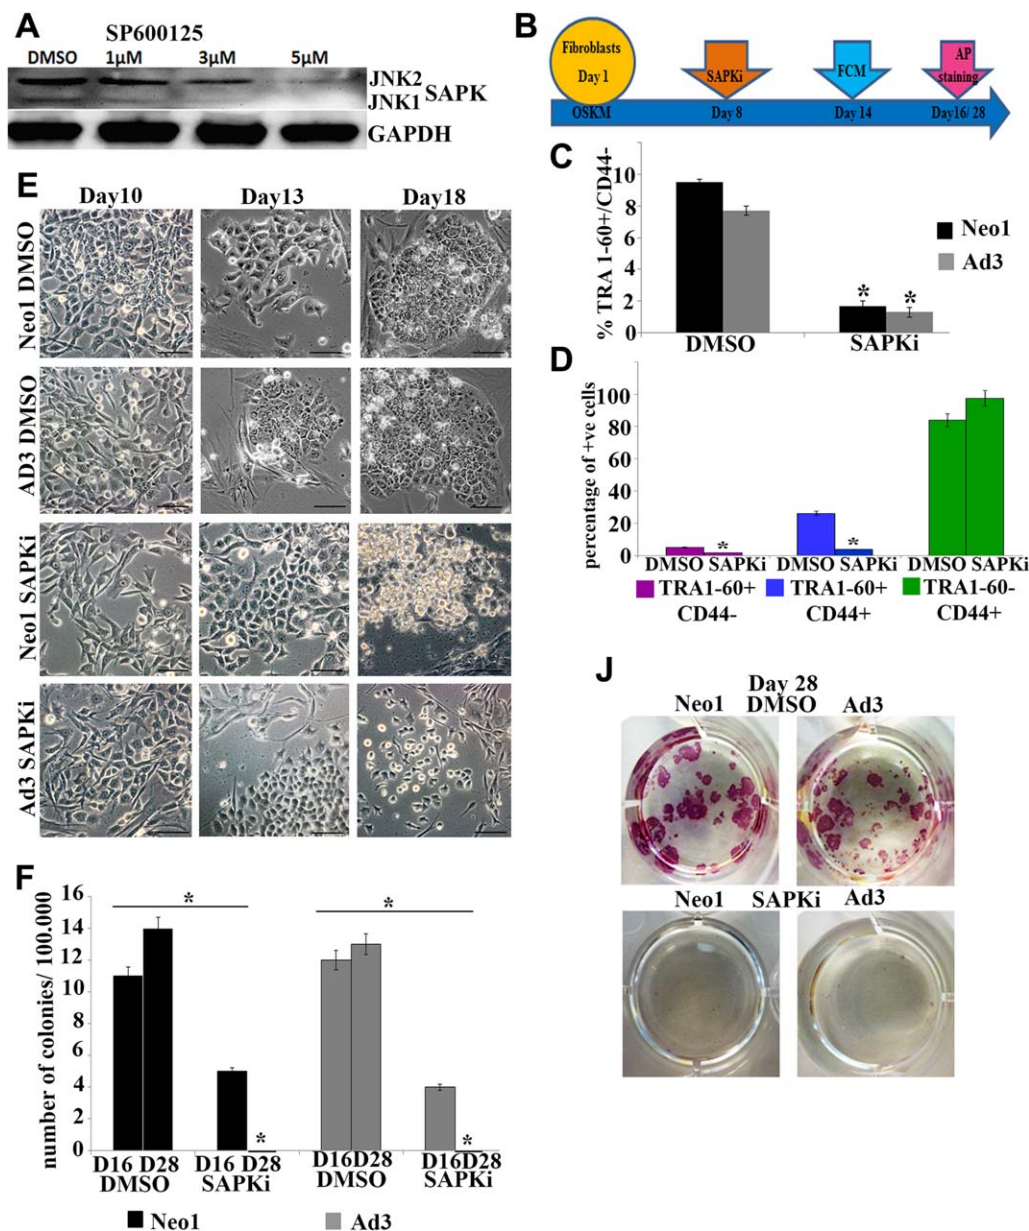 A
SP600125
DMSO 1µM 3µM 5µM
JNK2
JNK1 SAPK
GAPDH
B
Fibroblasts
Day 1
SAPKi
FCM
AP
staining
OSKM
Day 8
Day 14
Day16/ 28
C
% TRA 1-60+/CD44-
10
8
6
4
2
0
* *
Neo1
Ad3
DMSO
SAPKi
D
percentage of +ve cells
100
80
60
40
20
0
* *
DMSO SAPKi DMSO SAPKi DMSO SAPKi
TRA1-60+
CD44-
TRA1-60+
CD44+
TRA1-60-
CD44+
E
Day10 Day13 Day18
Neo1 DMSO
AD3 DMSO
Neo1 SAPKi
Ad3 SAPKi
F
number of colonies/ 100.000
16
14
12
10
8
6
4
2
0
* *
* *
D16 D28 D16 D28 D16D28 D16D28
DMSO SAPKi DMSO SAPKi
Neo1 Ad3
J
Day 28
Neo1 DMSO Ad3
Neo1 SAPKi Ad3